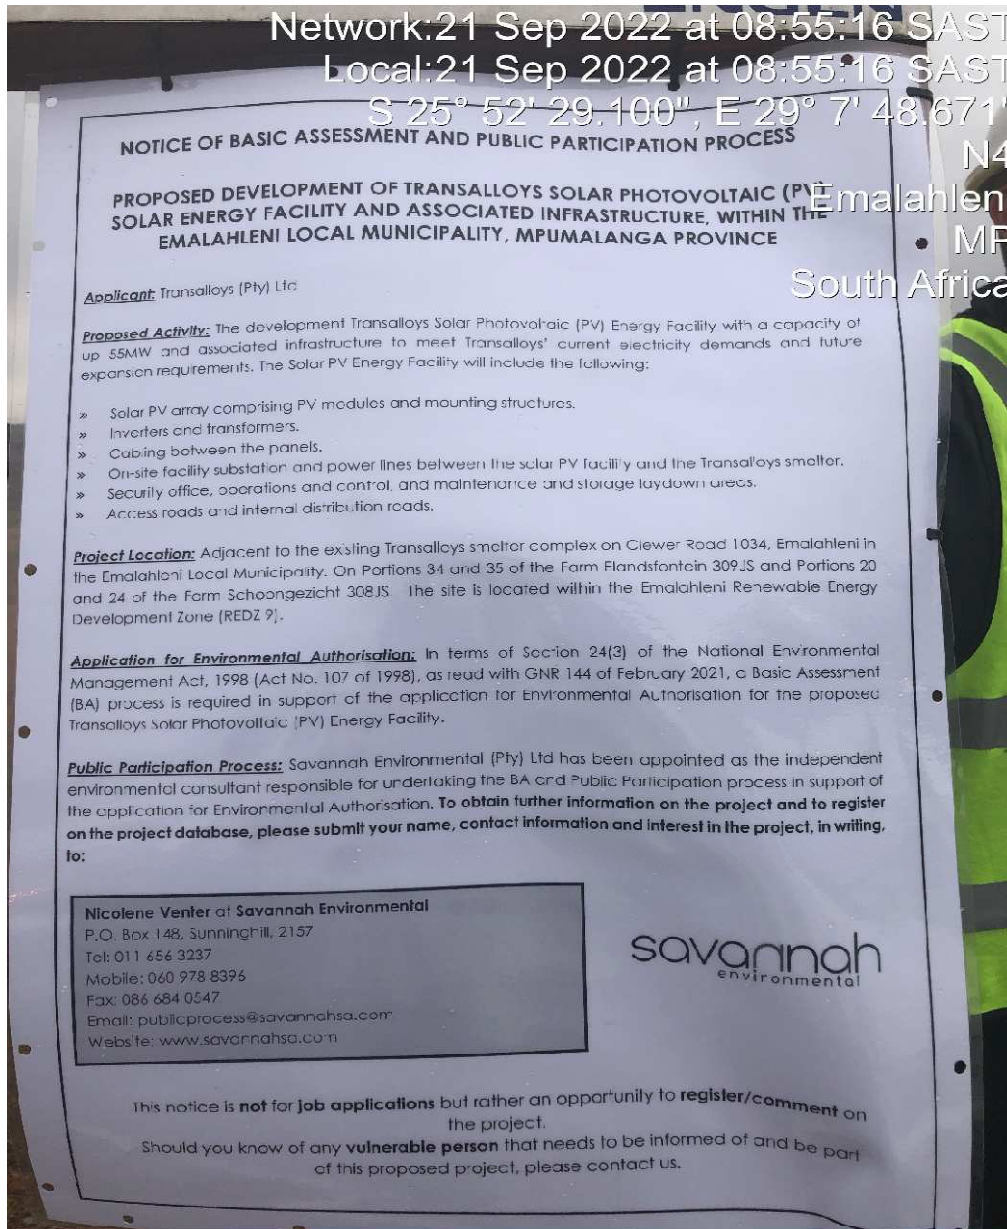 Network:21 Sep 2022 at 08:55:16 SAST
Local:21 Sep 2022 at 08:55:16 SAST
S 25° 52' 29.100", E 29° 7' 48.671"
N4
Emalahleni
MP
South Africa
NOTICE OF BASIC ASSESSMENT AND PUBLIC PARTICIPATION PROCESS
PROPOSED DEVELOPMENT OF TRANSALLOYS SOLAR PHOTOVOLTAIC (PV)
SOLAR ENERGY FACILITY AND ASSOCIATED INFRASTRUCTURE, WITHIN THE
EMALAHLENI LOCAL MUNICIPALITY, MPUMALANGA PROVINCE
Applicant: Transalloys (Pty) Ltd
Proposed Activity: The development Transalloys Solar Photovoltaic (PV) Energy Facility with a capacity of
up 55MW and associated infrastructure to meet Transalloys' current electricity demands and future
expansion requirements. The Solar PV Energy Facility will include the following:
» Solar PV array comprising PV modules and mounting structures.
» Inverters and transformers.
» Cabling between the panels.
» On-site facility substation and power lines between the solar PV facility and the Transalloys smelter.
» Security office, operations and control, and maintenance and storage laydown areas.
» Access roads and internal distribution roads.
Project Location: Adjacent to the existing Transalloys smelter complex on Clewer Road 1034, Emalahleni in
the Emalahleni Local Municipality. On Portions 34 and 35 of the Farm Elandsfontein 309JS and Portions 20
and 24 of the Farm Schoongezicht 308JS. The site is located within the Emalahleni Renewable Energy
Development Zone (REDZ 9).
Application for Environmental Authorisation: In terms of Section 24(3) of the National Environmental
Management Act, 1998 (Act No. 107 of 1998), as read with GNR 144 of February 2021, a Basic Assessment
(BA) process is required in support of the application for Environmental Authorisation for the proposed
Transalloys Solar Photovoltaic (PV) Energy Facility.
Public Participation Process: Savannah Environmental (Pty) Ltd has been appointed as the independent
environmental consultant responsible for undertaking the BA and Public Participation process in support of
the application for Environmental Authorisation. To obtain further information on the project and to register
on the project database, please submit your name, contact information and interest in the project, in writing,
to:
Nicolene Venter at Savannah Environmental
P.O. Box 148, Sunninghill, 2157
Tel: 011 656 3237
Mobile: 060 978 8396
Fax: 086 684 0547
Email: publicprocess@savannahsa.com
Website: www.savannahsa.com
savannah
environmental
This notice is not for job applications but rather an opportunity to register/comment on
the project.
Should you know of any vulnerable person that needs to be informed of and be part
of this proposed project, please contact us.